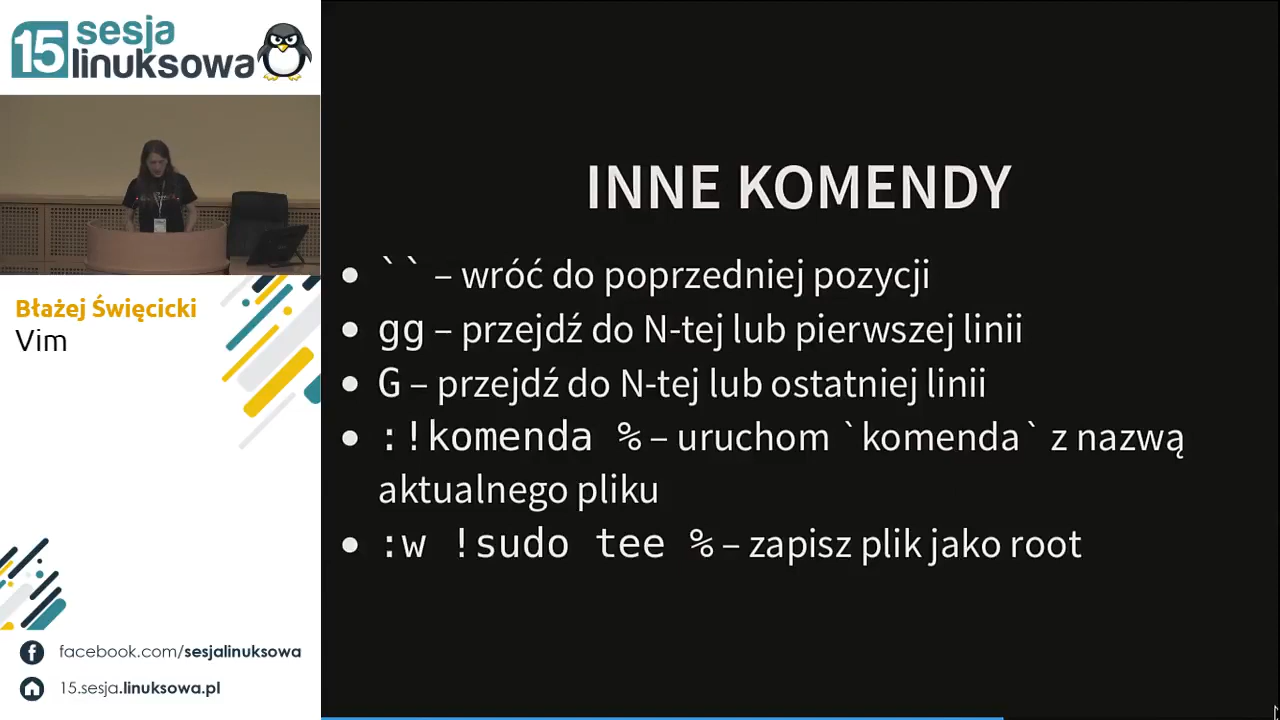 15 sesja
linuksowa
Błażej Święcicki
Vim
facebook.com/sesjalinuksowa
15.sesja.linuksowa.pl
INNE KOMENDY
`` – wróć do poprzedniej pozycji
gg – przejdź do N-tej lub pierwszej linii
G – przejdź do N-tej lub ostatniej linii
:!komenda % – uruchom `komenda` z nazwą
aktualnego pliku
:w !sudo tee % – zapisz plik jako root